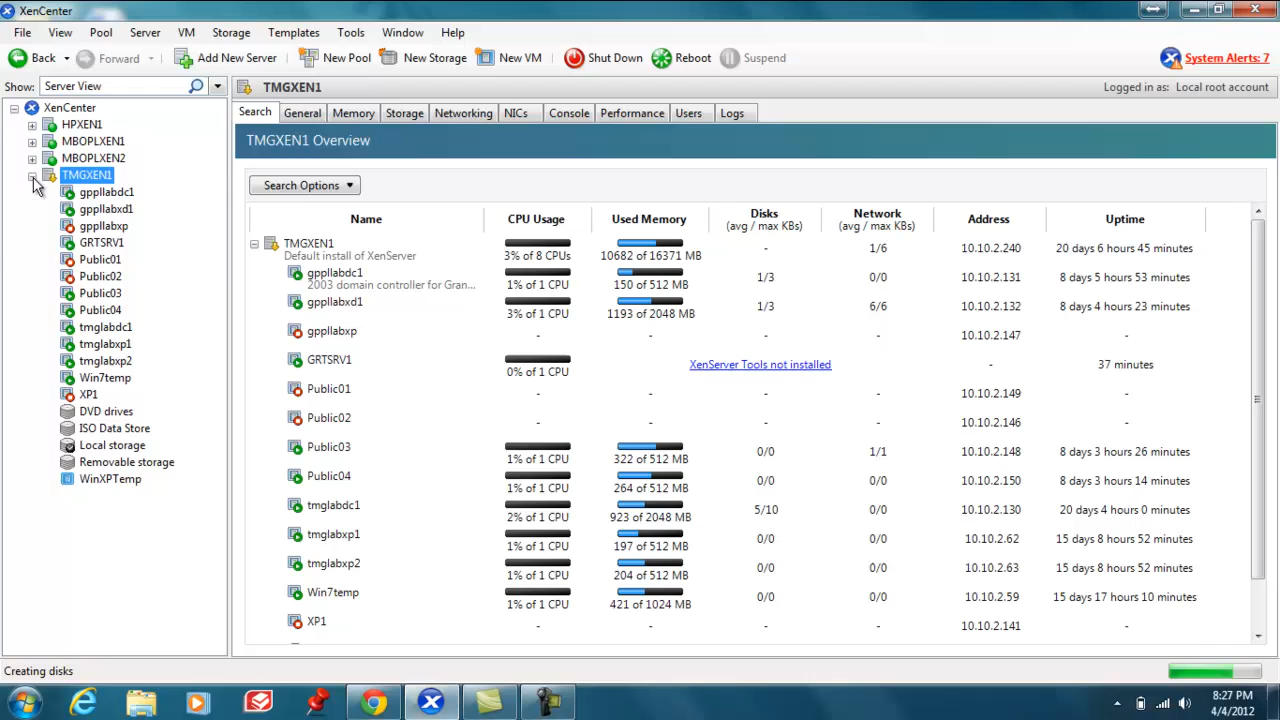 XenCenter
File View Pool Server VM Storage Templates Tools Window Help
Back Forward Add New Server New Pool New Storage New VM Shut Down Reboot Suspend System Alerts: 7
Show: Server View
TMGXEN1 Logged in as: Local root account
XenCenter
HPXEN1
MBOPLXEN1
MBOPLXEN2
TMGXEN1
gppllabdc1
gppllabxd1
gppllabxp
GRTSRV1
Public01
Public02
Public03
Public04
tmglabdc1
tmglabxp1
tmglabxp2
Win7temp
XP1
DVD drives
ISO Data Store
Local storage
Removable storage
WinXPTemp
Search General Memory Storage Networking NICs Console Performance Users Logs
TMGXEN1 Overview
Search Options
Name CPU Usage Used Memory Disks (avg / max KBs) Network (avg / max KBs) Address Uptime
TMGXEN1 - 1/6 10.10.2.240 20 days 6 hours 45 minutes
Default install of XenServer 3% of 8 CPUs 10682 of 16371 MB
gppllabdc1 1/3 0/0 10.10.2.131 8 days 5 hours 53 minutes
2003 domain controller for Gran... 1% of 1 CPU 150 of 512 MB
gppllabxd1 1/3 6/6 10.10.2.132 8 days 4 hours 23 minutes
3% of 1 CPU 1193 of 2048 MB
gppllabxp - - - - 10.10.2.147 -
GRTSRV1 XenServer Tools not installed - 37 minutes
0% of 1 CPU
Public01 - - - - 10.10.2.149 -
Public02 - - - - 10.10.2.146 -
Public03 0/0 1/1 10.10.2.148 8 days 3 hours 26 minutes
1% of 1 CPU 322 of 512 MB
Public04 0/0 0/0 10.10.2.150 8 days 3 hours 14 minutes
1% of 1 CPU 264 of 512 MB
tmglabdc1 5/10 0/0 10.10.2.130 20 days 4 hours 0 minutes
2% of 1 CPU 923 of 2048 MB
tmglabxp1 0/0 0/0 10.10.2.62 15 days 8 hours 52 minutes
1% of 1 CPU 197 of 512 MB
tmglabxp2 0/0 0/0 10.10.2.63 15 days 8 hours 52 minutes
1% of 1 CPU 204 of 512 MB
Win7temp 0/0 0/0 10.10.2.59 15 days 17 hours 10 minutes
1% of 1 CPU 421 of 1024 MB
XP1 - - - - 10.10.2.141 -
Creating disks
8:27 PM
4/4/2012